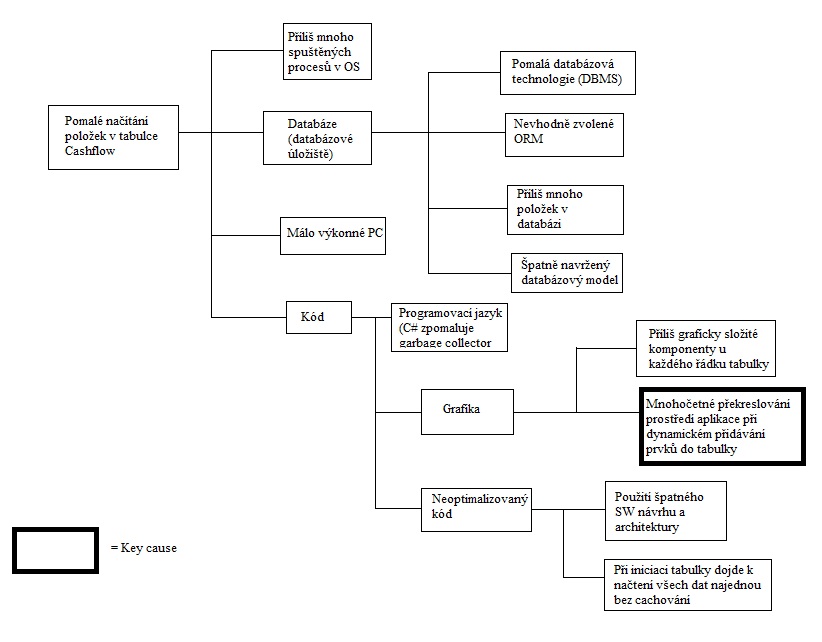 Příliš mnoho
spuštěných
procesů v OS
Pomalá databázová
technologie (DBMS)
Pomalé načítání
položek v tabulce
Cashflow
Databáze
(databázové
úložiště)
Nevhodně zvolené
ORM
Příliš mnoho
položek v
databází
Málo výkonné PC
Špatně navržený
databázový model
Kód
Programovací jazyk
(C# zpomaluje
garbage collector
Příliš graficky složité
komponenty u
každého řádku tabulky
Grafika
Mnohočetné překreslování
prostředí aplikace při
dynamickém přidávání
prvků do tabulky
Neoptimalizovaný
kód
Použití špatného
SW návrhu a
architektury
= Key cause
Při iniciaci tabulky dojde k
načtení všech dat najednou
bez cachování